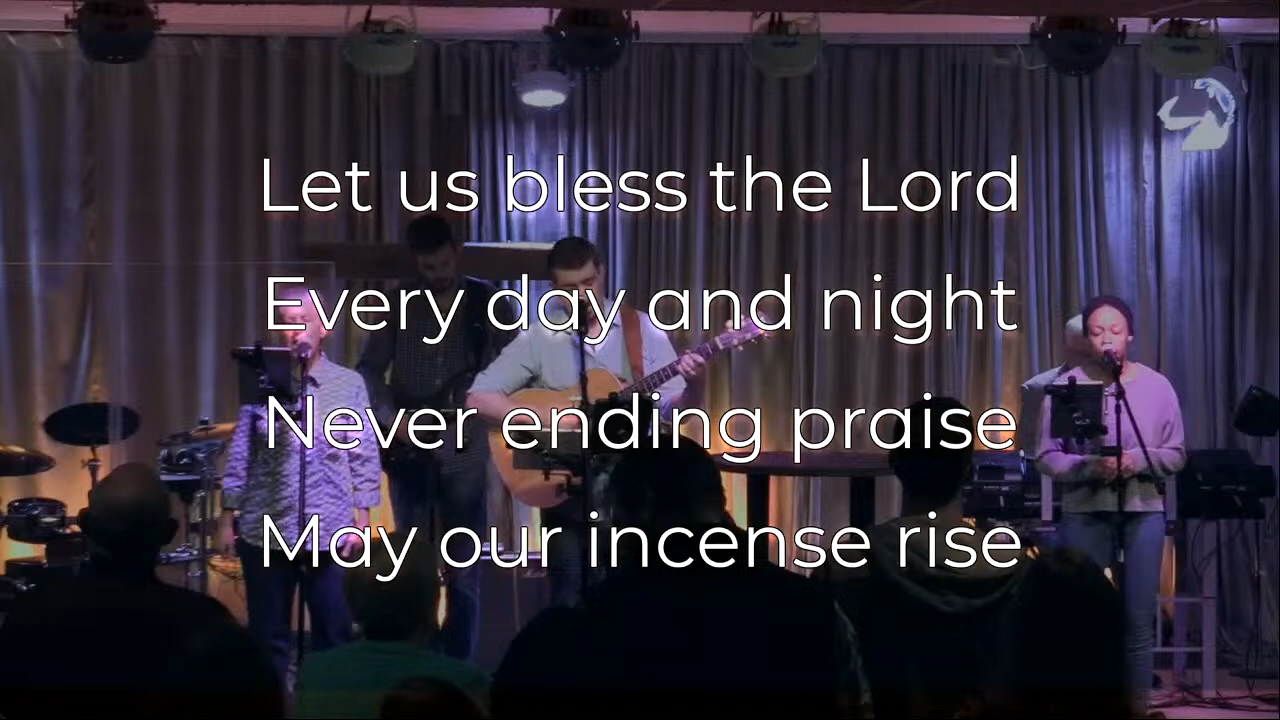 Let us bless the Lord
Every day and night
Never ending praise
May our incense rise